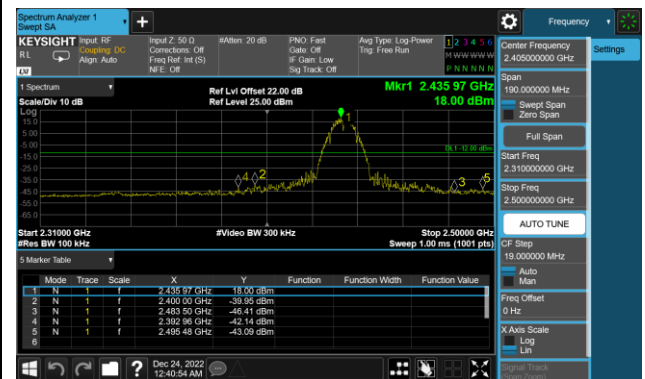 Spectrum Analyzer 1
Swept SA
Frequency
KEYSIGHT
RL
Input: RF
Coupling: DC
Align: Auto
Input Z: 50 Ω
Corrections: Off
Freq Ref: Int (S)
NFE: Off
#Atten: 20 dB
PNO: Fast
Gate: Off
IF Gain: Low
Sig Track: Off
Avg Type: Log-Power
Trig: Free Run
1 2 3 4 5 6
M W W W W W
P N N N N N
1 Spectrum
Scale/Div 10 dB
Ref Lvl Offset 22.00 dB
Ref Level 25.00 dBm
Mkr1 2.435 97 GHz
18.00 dBm
Log
15.0
5.00
-5.00
-15.0
-25.0
-35.0
-45.0
-55.0
-65.0
DL1 -12.00 dBm
1
4
2
3
5
Start 2.31000 GHz
#Video BW 300 kHz
Stop 2.50000 GHz
#Res BW 100 kHz
Sweep 1.00 ms (1001 pts)
5 Marker Table
Mode Trace Scale X Y Function Function Width Function Value
1 N 1 f 2.435 97 GHz 18.00 dBm
2 N 1 f 2.400 00 GHz -39.95 dBm
3 N 1 f 2.483 50 GHz -46.41 dBm
4 N 1 f 2.392 96 GHz -42.14 dBm
5 N 1 f 2.495 48 GHz -43.09 dBm
6
Dec 24, 2022
12:40:54 AM
Center Frequency
2.405000000 GHz
Settings
Span
190.000000 MHz
Swept Span
Zero Span
Full Span
Start Freq
2.310000000 GHz
Stop Freq
2.500000000 GHz
AUTO TUNE
CF Step
19.000000 MHz
Auto
Man
Freq Offset
0 Hz
X Axis Scale
Log
Lin
Signal Track
(Span Zoom)